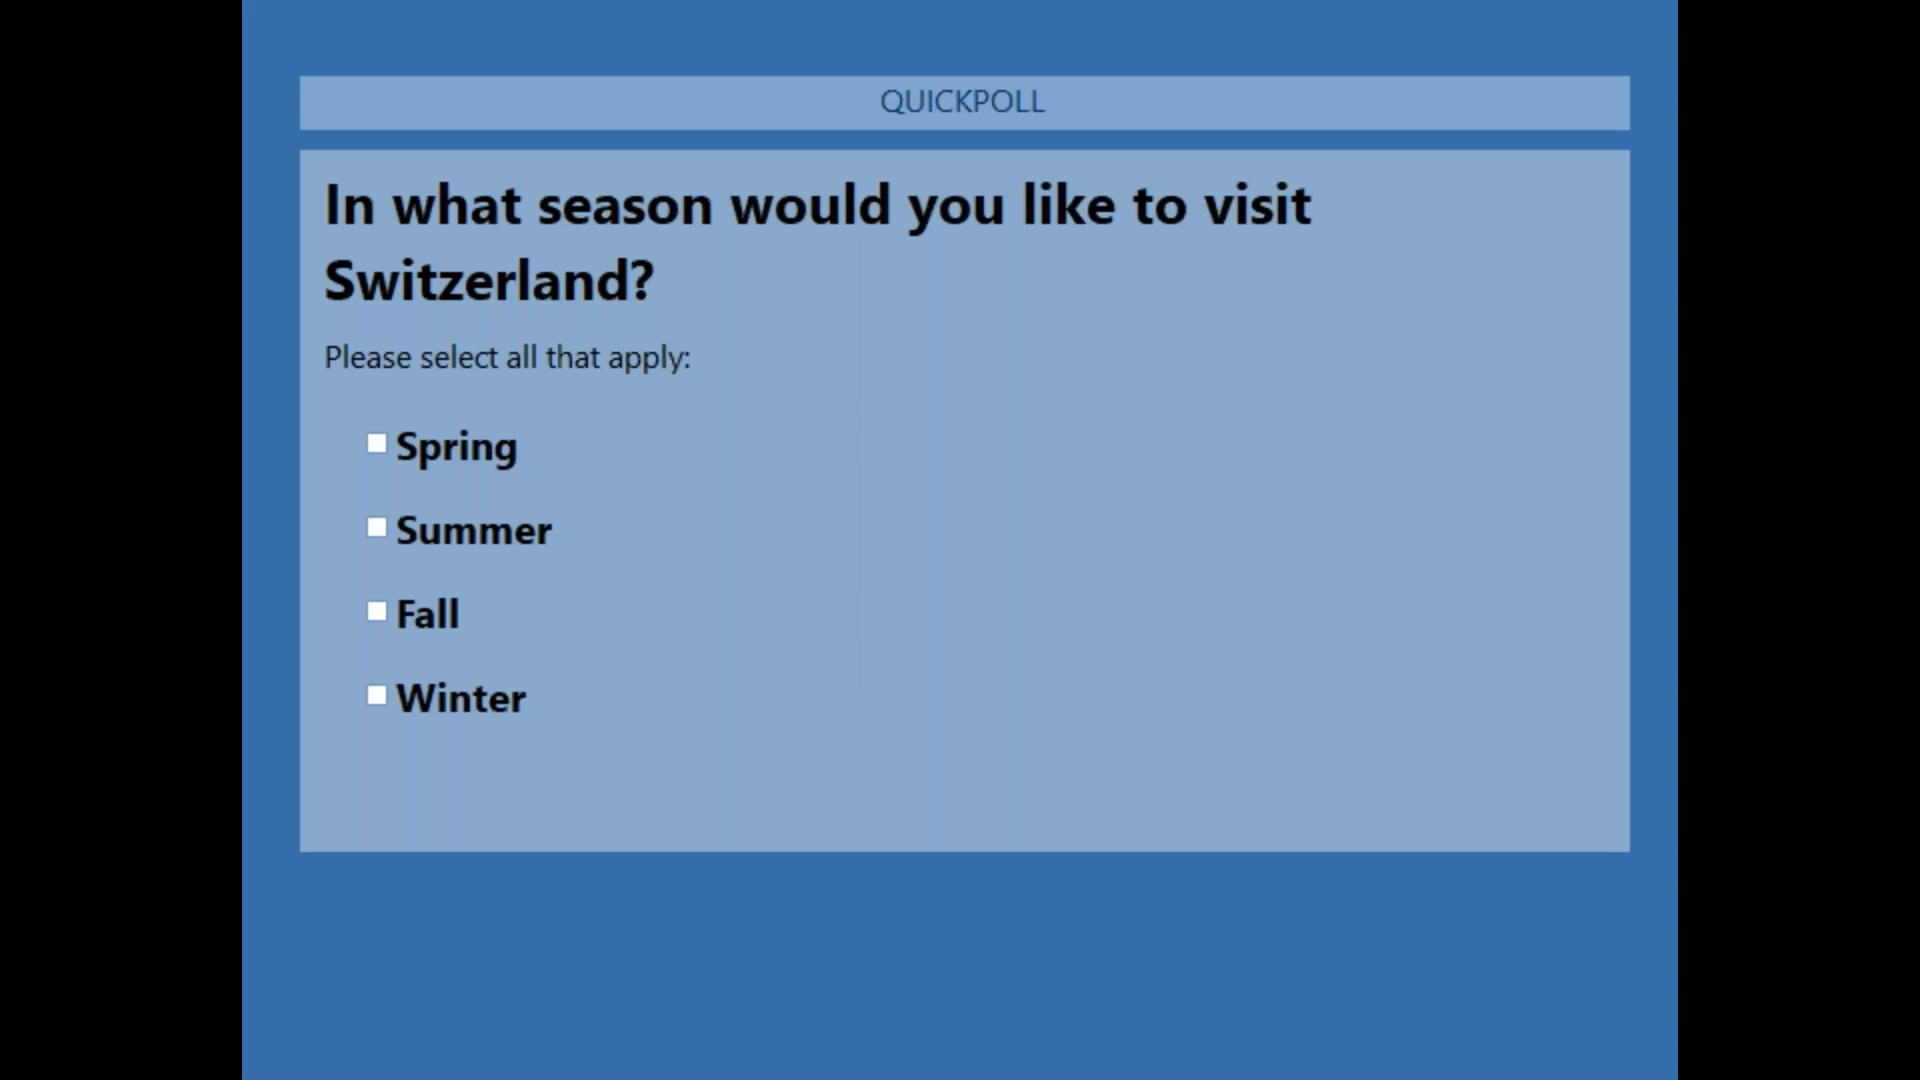 QUICKPOLL
In what season would you like to visit
Switzerland?
Please select all that apply:
Spring
Summer
Fall
Winter